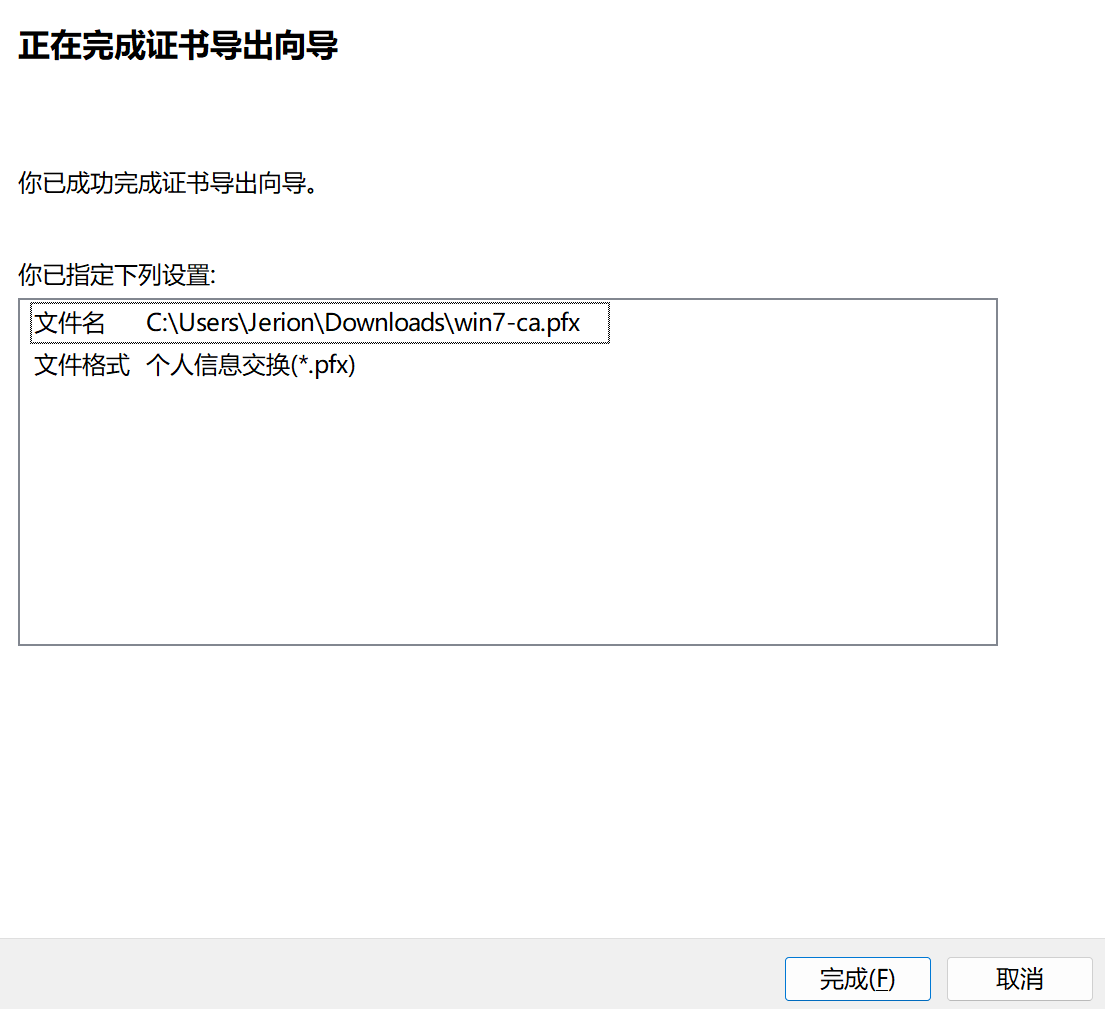 正在完成证书导出向导
你已成功完成证书导出向导。
你已指定下列设置:
文件名 C:\Users\Jerion\Downloads\win7-ca.pfx
文件格式 个人信息交换(*.pfx)
完成(F) 取消